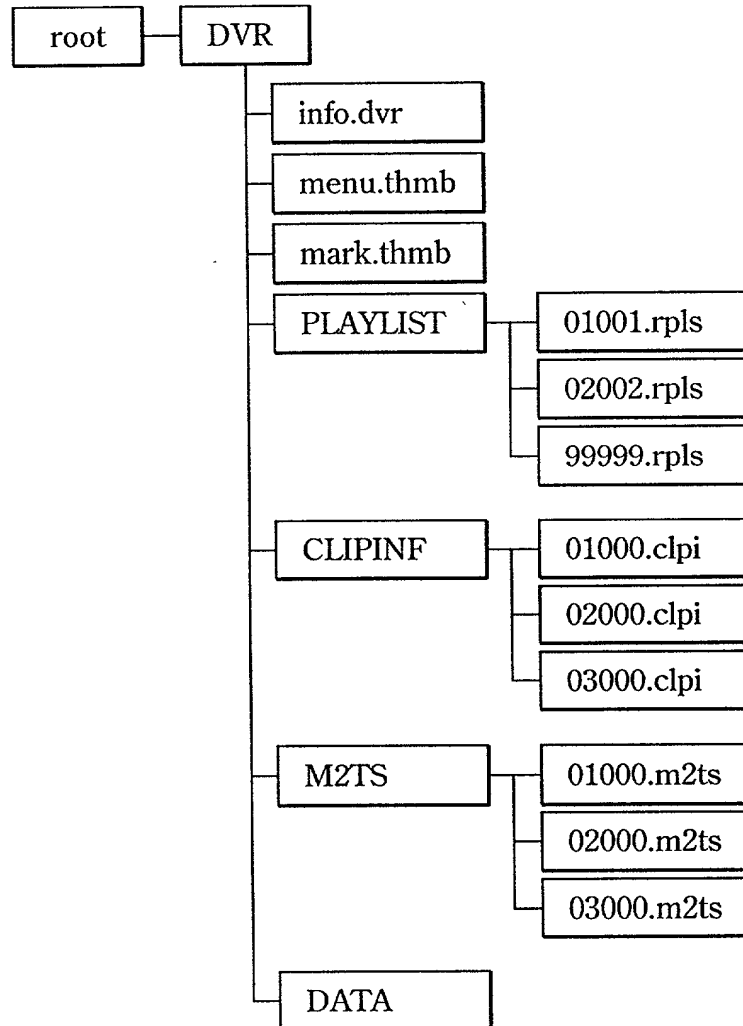 root DVR
info.dvr
menu.thmb
mark.thmb
PLAYLIST 01001.rpls
02002.rpls
99999.rpls
CLIPINF 01000.clpi
02000.clpi
03000.clpi
M2TS 01000.m2ts
02000.m2ts
03000.m2ts
DATA